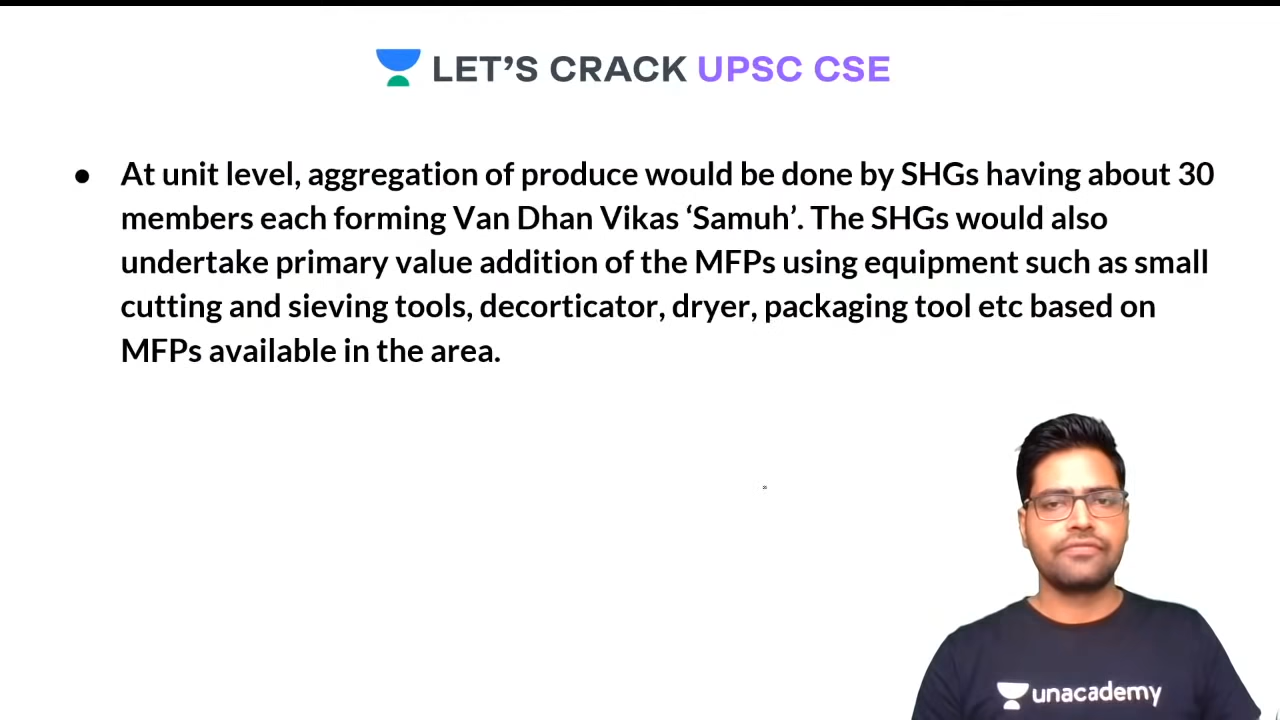 LET'S CRACK UPSC CSE
● At unit level, aggregation of produce would be done by SHGs having about 30
members each forming Van Dhan Vikas ‘Samuh’. The SHGs would also
undertake primary value addition of the MFPs using equipment such as small
cutting and sieving tools, decorticator, dryer, packaging tool etc based on
MFPs available in the area.
unacademy